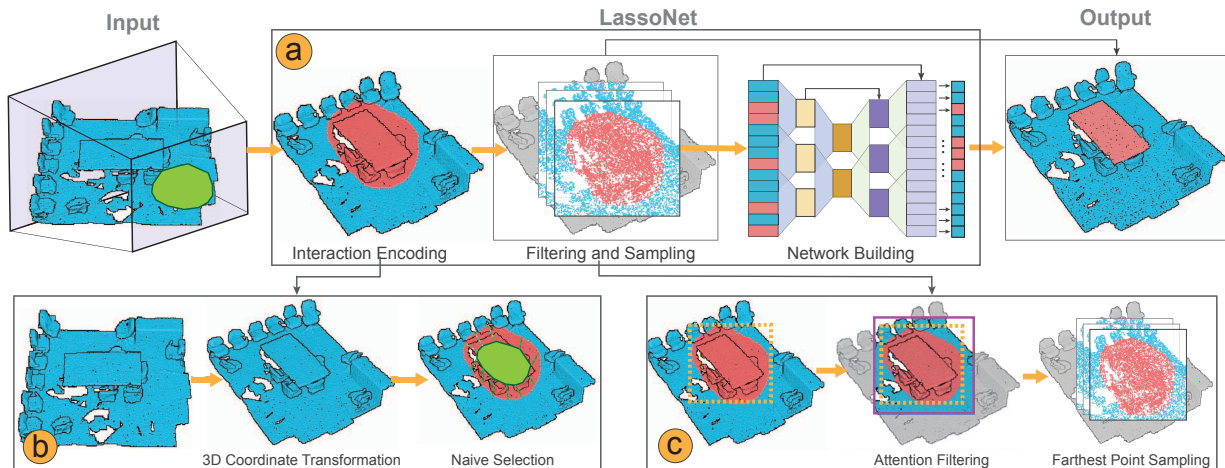 Input
LassoNet
Output
a
Interaction Encoding
Filtering and Sampling
Network Building
b
3D Coordinate Transformation
Naive Selection
c
Attention Filtering
Farthest Point Sampling